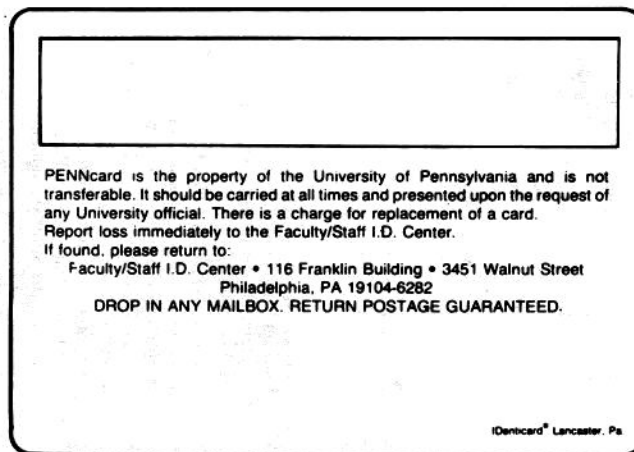 PENNcard is the property of the University of Pennsylvania and is not
transferable. It should be carried at all times and presented upon the request of
any University official. There is a charge for replacement of a card.
Report loss immediately to the Faculty/Staff I.D. Center.
If found, please return to:
Faculty/Staff I.D. Center • 116 Franklin Building • 3451 Walnut Street
Philadelphia, PA 19104-6282
DROP IN ANY MAILBOX. RETURN POSTAGE GUARANTEED.
IDenticard® Lancaster, Pa